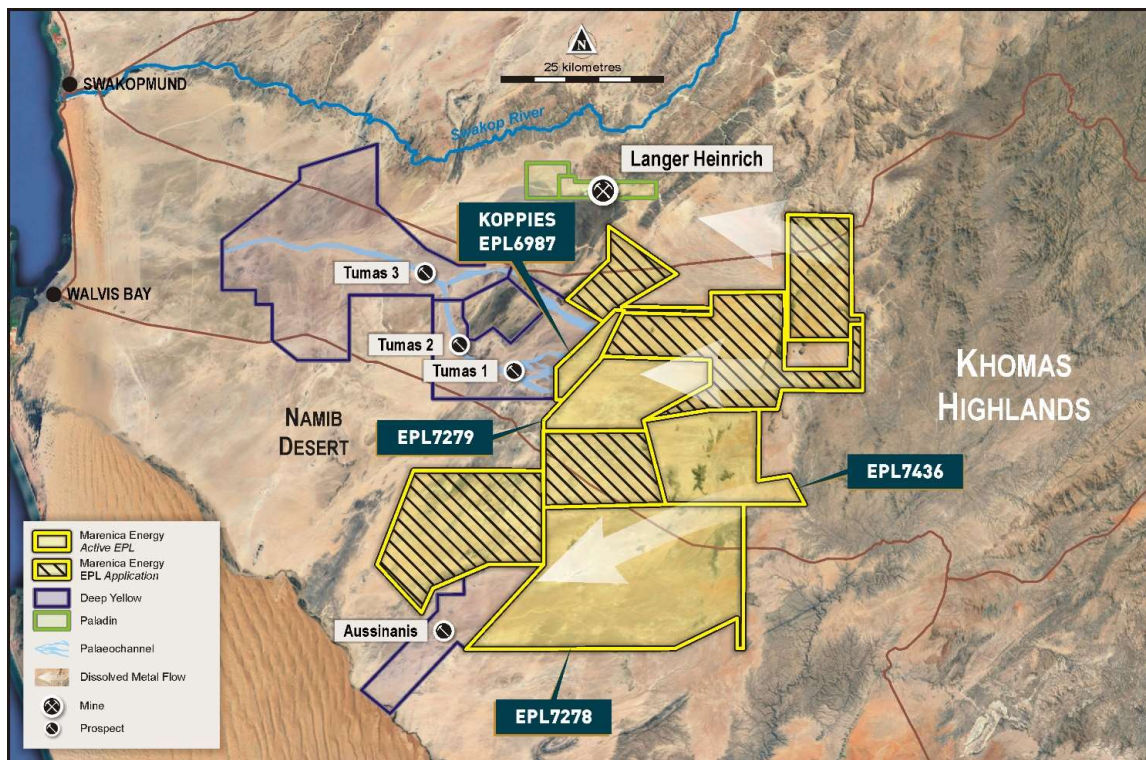 N
25 kilometres
SWAKOPMUND
Swakop River
Langer Heinrich
KOPPIES
EPL6987
Tumas 3
WALVIS BAY
Tumas 2
Tumas 1
KHOMAS
HIGHLANDS
NAMIB
DESERT
EPL7279
EPL7436
Aussinanis
EPL7278
Marenica Energy
Active EPL
Marenica Energy
EPL Application
Deep Yellow
Paladin
Palaeochannel
Dissolved Metal Flow
Mine
Prospect